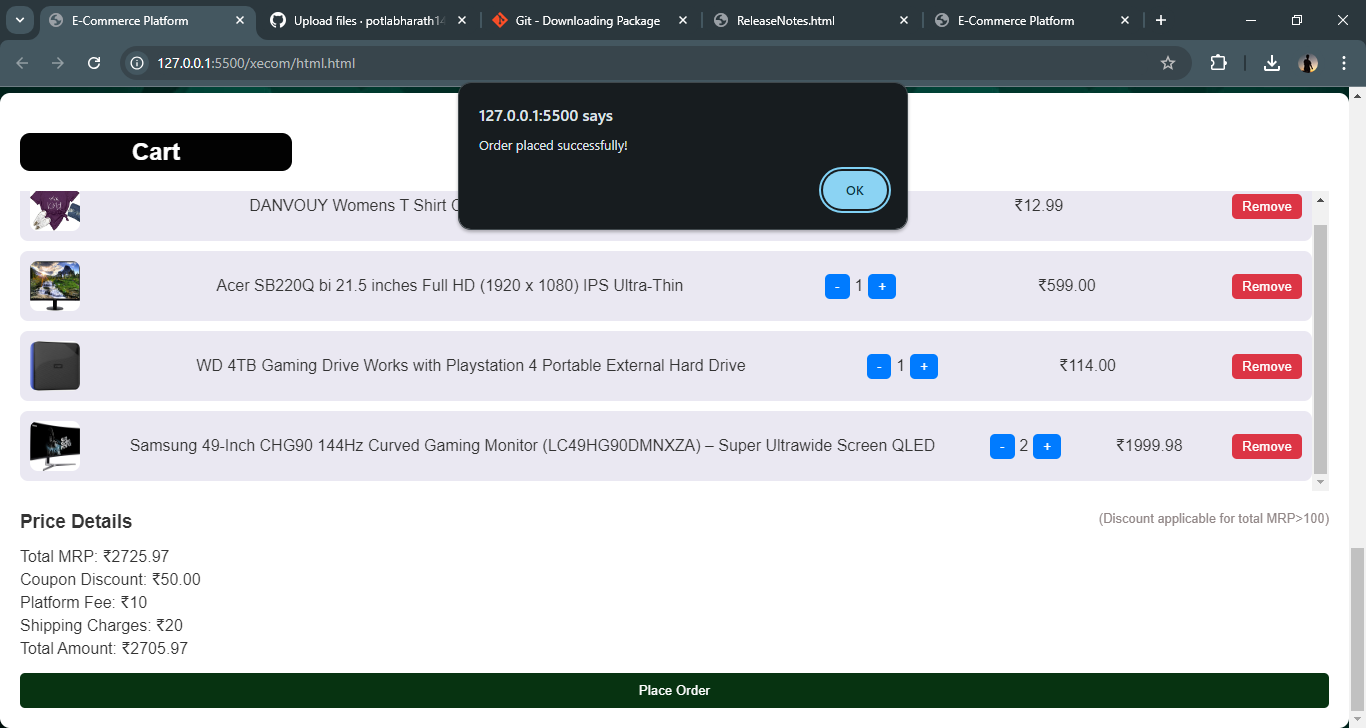 E-Commerce Platform
Upload files · potlabharath14
Git - Downloading Package
ReleaseNotes.html
E-Commerce Platform
127.0.0.1:5500/xecom/html.html
127.0.0.1:5500 says
Order placed successfully!
OK
Cart
DANVOUY Womens T Shirt ₹12.99 Remove
Acer SB220Q bi 21.5 inches Full HD (1920 x 1080) IPS Ultra-Thin - 1 + ₹599.00 Remove
WD 4TB Gaming Drive Works with Playstation 4 Portable External Hard Drive - 1 + ₹114.00 Remove
Samsung 49-Inch CHG90 144Hz Curved Gaming Monitor (LC49HG90DMNXZA) – Super Ultrawide Screen QLED - 2 + ₹1999.98 Remove
Price Details
(Discount applicable for total MRP>100)
Total MRP: ₹2725.97
Coupon Discount: ₹50.00
Platform Fee: ₹10
Shipping Charges: ₹20
Total Amount: ₹2705.97
Place Order